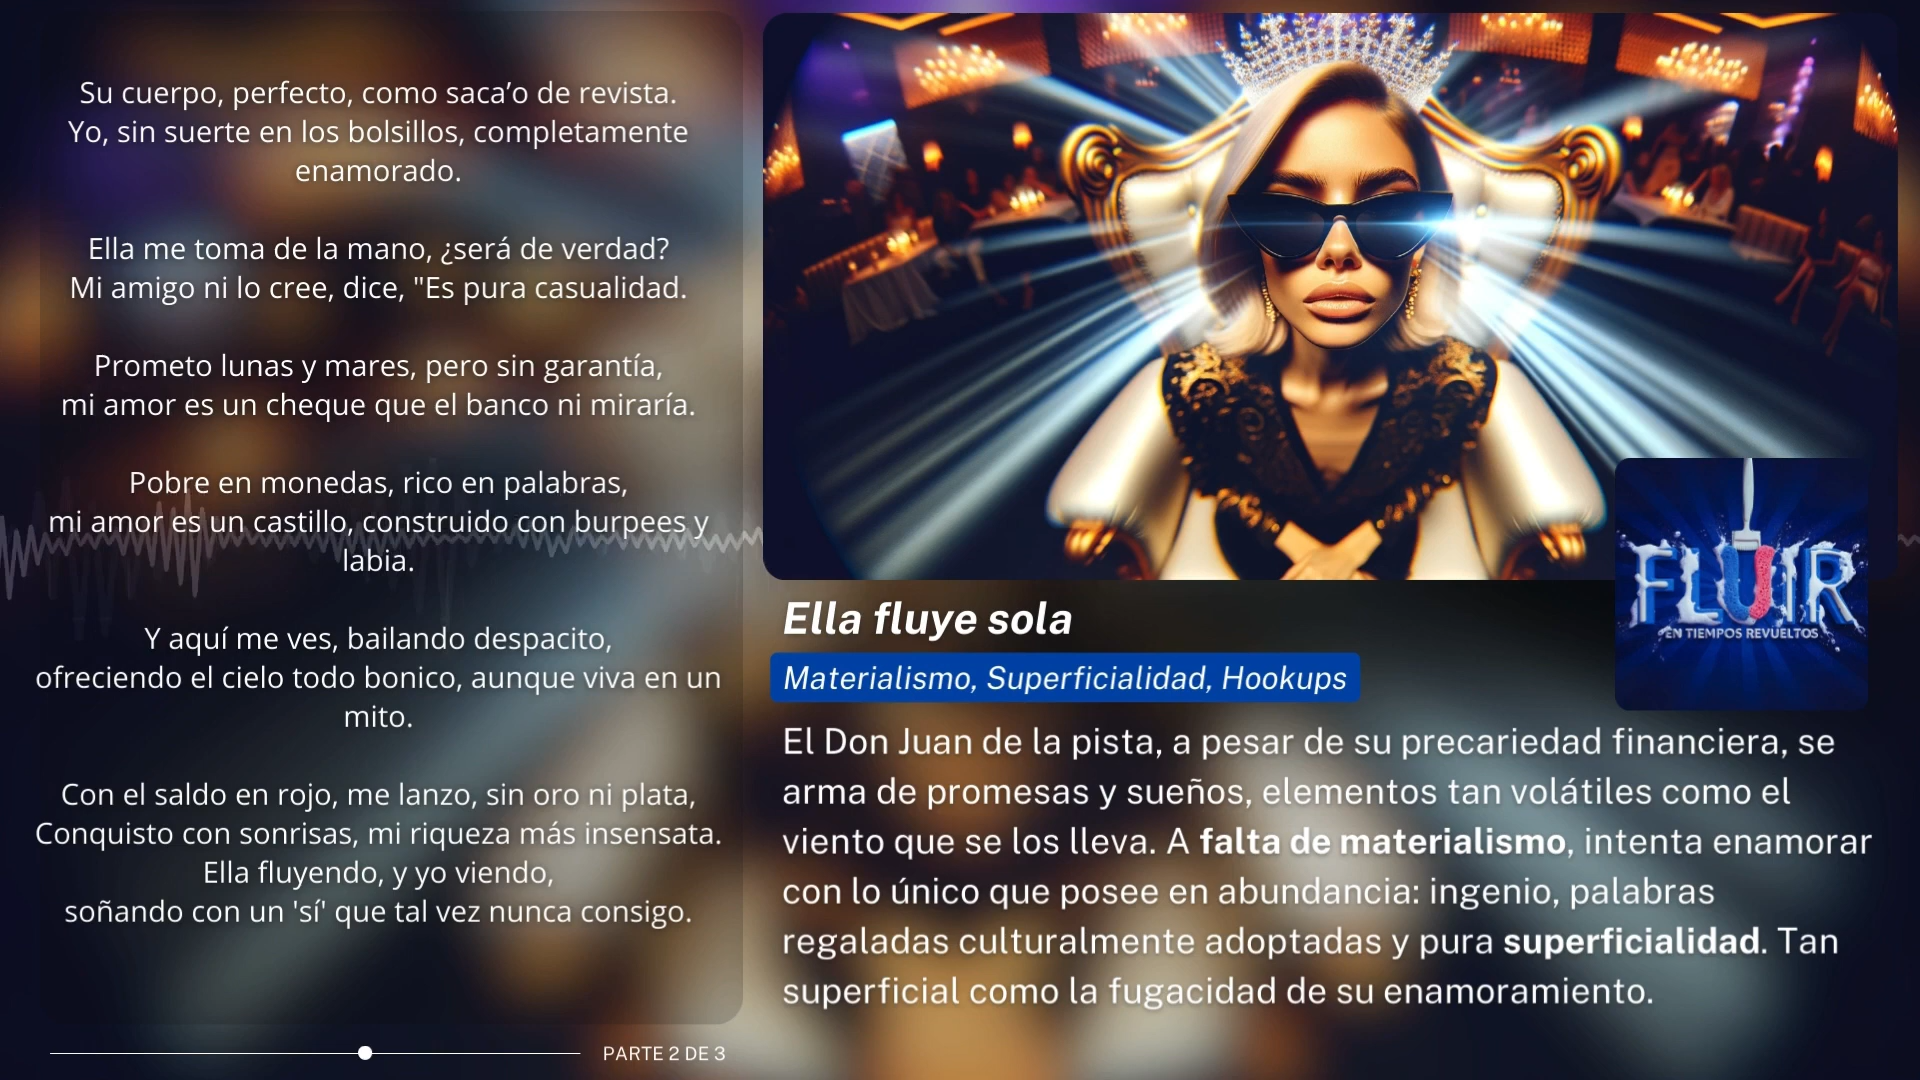 Su cuerpo, perfecto, como saca’o de revista.
Yo, sin suerte en los bolsillos, completamente
enamorado.
Ella me toma de la mano, ¿será de verdad?
Mi amigo ni lo cree, dice, "Es pura casualidad.
Prometo lunas y mares, pero sin garantía,
mi amor es un cheque que el banco ni miraría.
Pobre en monedas, rico en palabras,
mi amor es un castillo, construido con burpees y
labia.
Y aquí me ves, bailando despacito,
ofreciendo el cielo todo bonico, aunque viva en un
mito.
Con el saldo en rojo, me lanzo, sin oro ni plata,
Conquisto con sonrisas, mi riqueza más insensata.
Ella fluyendo, y yo viendo,
soñando con un 'sí' que tal vez nunca consigo.
PARTE 2 DE 3
FLUIR
EN TIEMPOS REVUELTOS
Ella fluye sola
Materialismo, Superficialidad, Hookups
El Don Juan de la pista, a pesar de su precariedad financiera, se
arma de promesas y sueños, elementos tan volátiles como el
viento que se los lleva. A falta de materialismo, intenta enamorar
con lo único que posee en abundancia: ingenio, palabras
regaladas culturalmente adoptadas y pura superficialidad. Tan
superficial como la fugacidad de su enamoramiento.